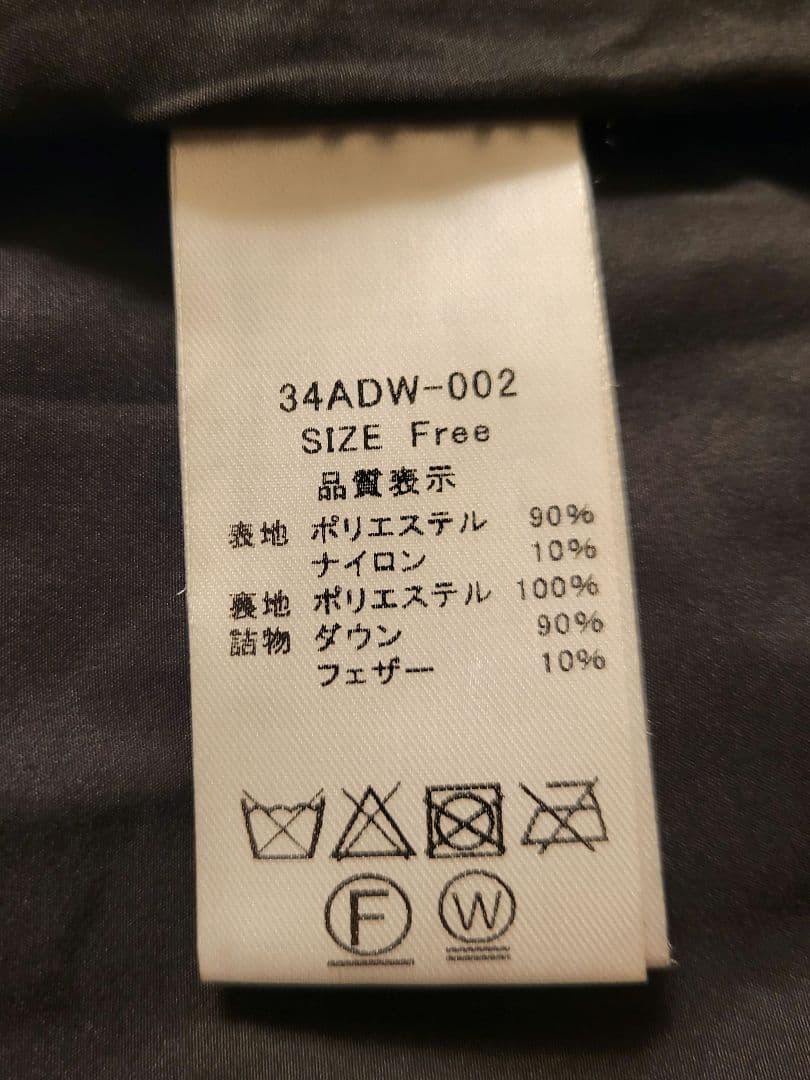 34ADW-002
SIZE Free
品質表示
表地 ポリエステル 90%
ナイロン 10%
裏地 ポリエステル 100%
詰物 ダウン 90%
フェザー 10%
F W